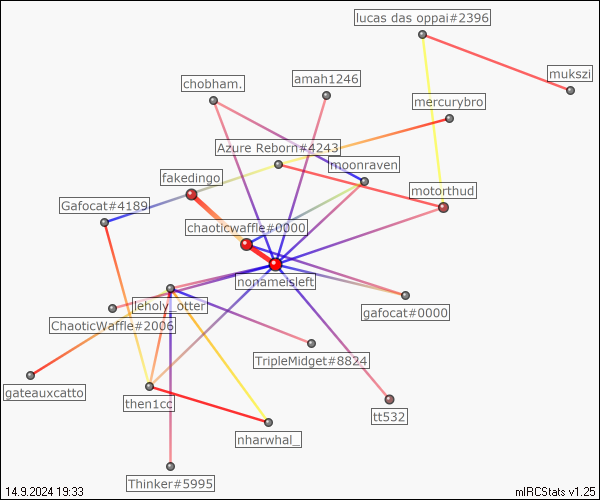 lucas das oppai#2396
mukszi
amah1246
chobham.
mercurybro
Azure Reborn#4243
moonraven
fakedingo
motorthud
Gafocat#4189
chaoticwaffle#0000
nonameisleft
leholy_otter
gafocat#0000
ChaoticWaffle#2006
TripleMidget#8824
gateauxcatto
then1cc
tt532
nharwhal_
Thinker#5995
14.9.2024 19:33
mIRCStats v1.25